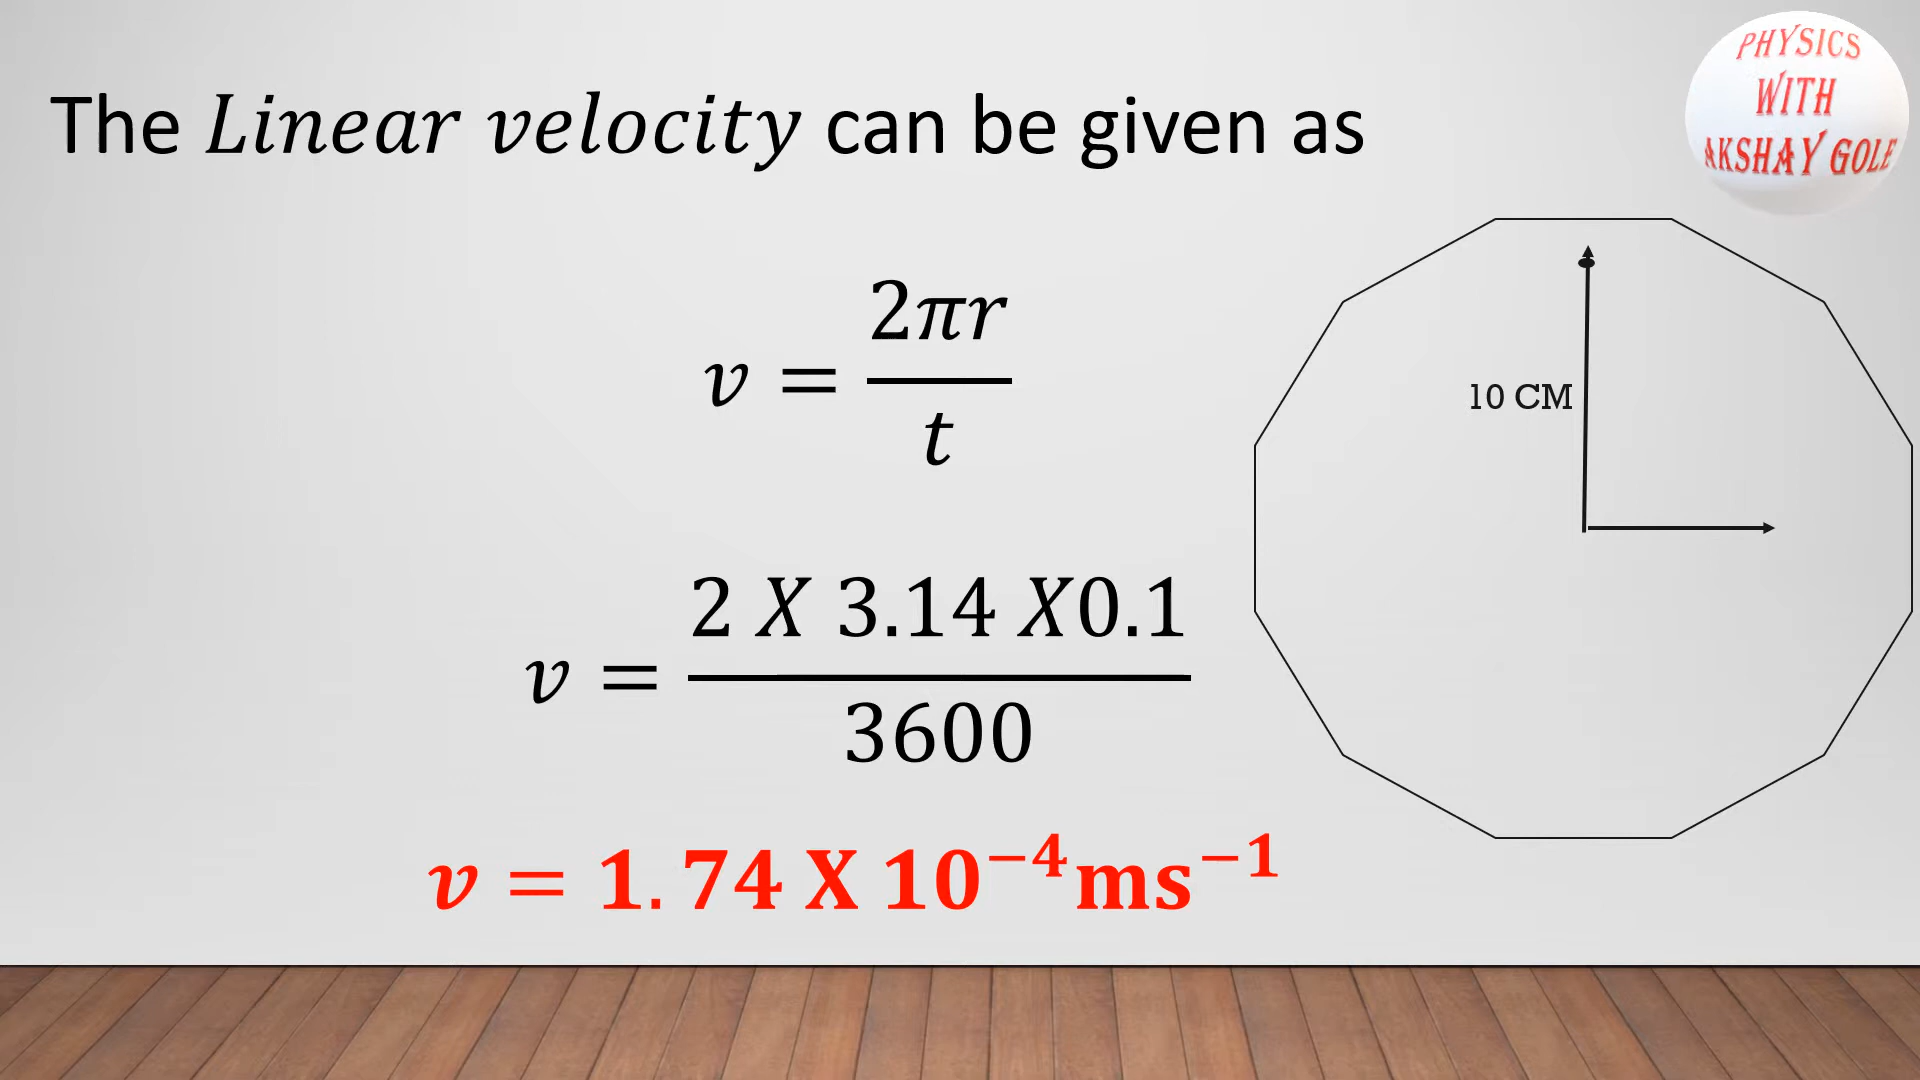 The Linear velocity can be given as
PHYSICS
WITH
AKSHAY GOLE
v = 2πr / t
10 CM
v = 2 X 3.14 X0.1 / 3600
v = 1.74 X 10⁻⁴ms⁻¹